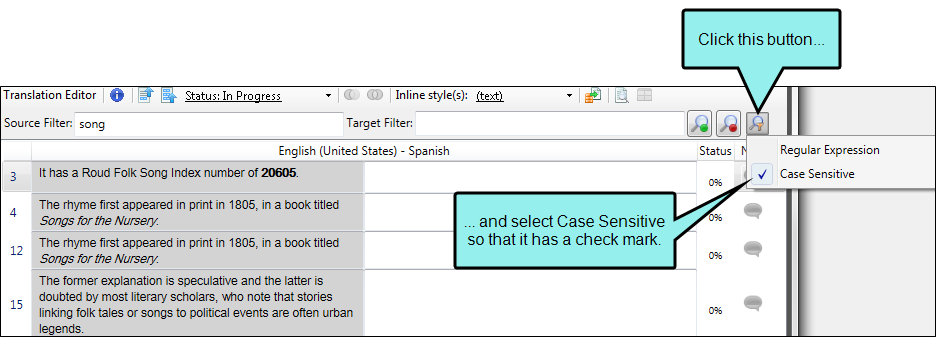 Click this button...
Translation Editor Status: In Progress Inline style(s): (text)
Source Filter: song Target Filter:
English (United States) - Spanish Status N
Regular Expression
Case Sensitive
3 It has a Roud Folk Song Index number of 20605. 0%
4 The rhyme first appeared in print in 1805, in a book titled
Songs for the Nursery. 0%
... and select Case Sensitive
so that it has a check mark.
12 The rhyme first appeared in print in 1805, in a book titled
Songs for the Nursery. 0%
15 The former explanation is speculative and the latter is
doubted by most literary scholars, who note that stories
linking folk tales or songs to political events are often urban
legends. 0%